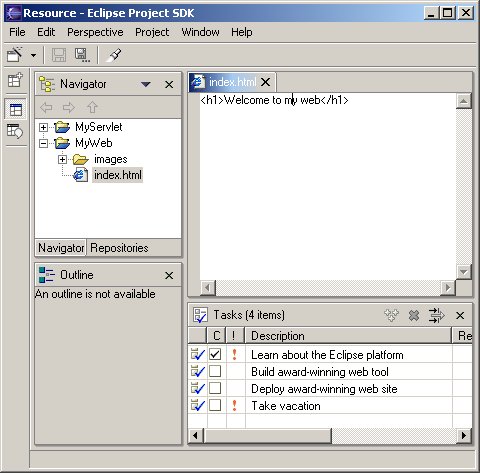 Resource - Eclipse Project SDK
File Edit Perspective Project Window Help
Navigator
MyServlet
MyWeb
images
index.html
Navigator Repositories
index.html
<h1>Welcome to my web</h1>
Outline
An outline is not available
Tasks (4 items)
C ! Description Re
! Learn about the Eclipse platform
Build award-winning web tool
Deploy award-winning web site
! Take vacation